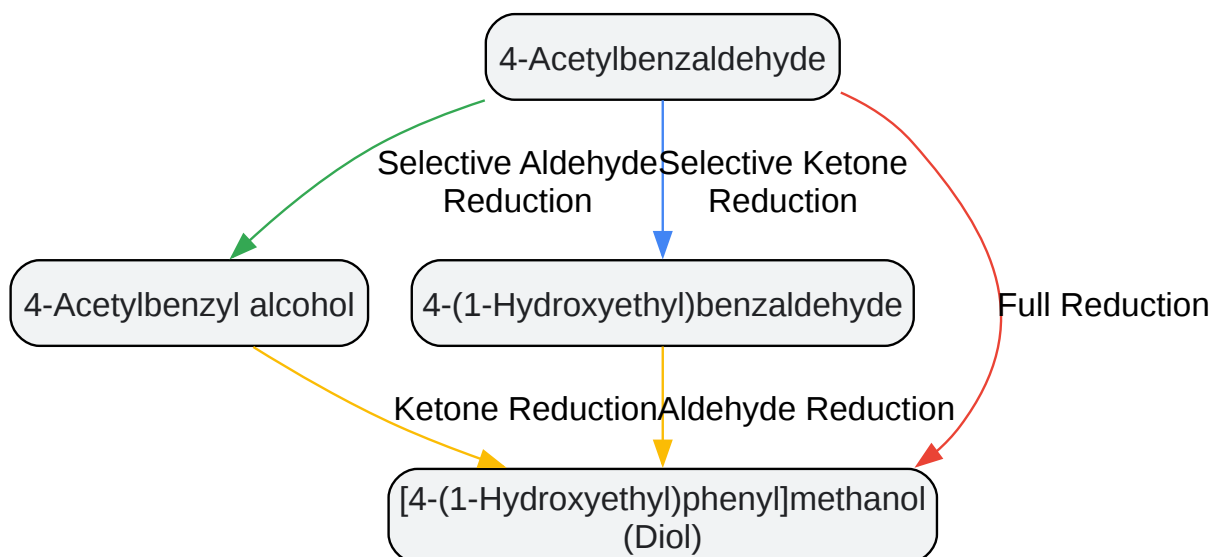 4-Acetylbenzaldehyde
Selective Aldehyde
Reduction
Selective Ketone
Reduction
4-Acetylbenzyl alcohol
4-(1-Hydroxyethyl)benzaldehyde
Full Reduction
Ketone Reduction
Aldehyde Reduction
[4-(1-Hydroxyethyl)phenyl]methanol
(Diol)